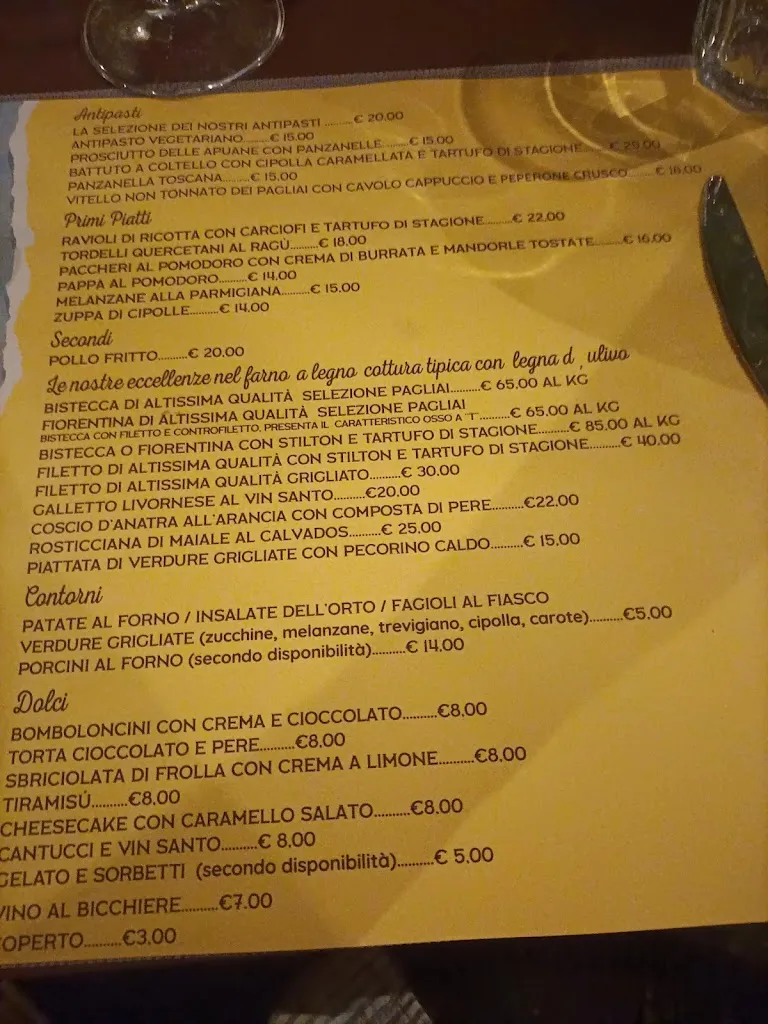 Antipasti
LA SELEZIONE DEI NOSTRI ANTIPASTI ..........€ 20.00
ANTIPASTO VEGETARIANO..........€ 15.00
PROSCIUTTO DELLE APUANE CON PANZANELLE..........€ 15.00
BATTUTO A COLTELLO CON CIPOLLA CARAMELLATA E TARTUFO DI STAGIONE..........€ 25.00
PANZANELLA TOSCANA..........€ 15.00
VITELLO NON TONNATO DEI PAGLIAI CON CAVOLO CAPPUCCIO E PEPERONE CRUSCO..........€ 16.00
Primi Piatti
RAVIOLI DI RICOTTA CON CARCIOFI E TARTUFO DI STAGIONE..........€ 22.00
TORDELLI QUERCETANI AL RAGÙ..........€ 18.00
PACCHERI AL POMODORO CON CREMA DI BURRATA E MANDORLE TOSTATE..........€ 16.00
PAPPA AL POMODORO..........€ 14.00
MELANZANE ALLA PARMIGIANA..........€ 15.00
ZUPPA DI CIPOLLE..........€ 14.00
Secondi
POLLO FRITTO..........€ 20.00
Le nostre eccellenze nel farno a legno cottura tipica con legna d , ulivo
BISTECCA DI ALTISSIMA QUALITÀ SELEZIONE PAGLIAI..........€ 65.00 AL KG
FIORENTINA DI ALTISSIMA QUALITÀ SELEZIONE PAGLIAI
BISTECCA CON FILETTO E CONTROFILETTO, PRESENTA IL CARATTERISTICO OSSO A "T"..........€ 65.00 AL KG
BISTECCA O FIORENTINA CON STILTON E TARTUFO DI STAGIONE..........€ 85.00 AL KG
FILETTO DI ALTISSIMA QUALITÀ CON STILTON E TARTUFO DI STAGIONE..........€ 40.00
FILETTO DI ALTISSIMA QUALITÀ GRIGLIATO..........€ 30.00
GALLETTO LIVORNESE AL VIN SANTO..........€20.00
COSCIO D'ANATRA ALL'ARANCIA CON COMPOSTA DI PERE..........€22.00
ROSTICCIANA DI MAIALE AL CALVADOS..........€ 25.00
PIATTATA DI VERDURE GRIGLIATE CON PECORINO CALDO..........€ 15.00
Contorni
PATATE AL FORNO / INSALATE DELL'ORTO / FAGIOLI AL FIASCO
VERDURE GRIGLIATE (zucchine, melanzane, trevigiano, cipolla, carote)..........€5.00
PORCINI AL FORNO (secondo disponibilità)..........€ 14.00
Dolci
BOMBOLONCINI CON CREMA E CIOCCOLATO..........€8.00
TORTA CIOCCOLATO E PERE..........€8.00
SBRICIOLATA DI FROLLA CON CREMA A LIMONE..........€8.00
TIRAMISÚ..........€8.00
CHEESECAKE CON CARAMELLO SALATO..........€8.00
CANTUCCI E VIN SANTO..........€ 8.00
GELATO E SORBETTI (secondo disponibilità)..........€ 5.00
VINO AL BICCHIERE..........€7.00
OPERTO..........€3.00